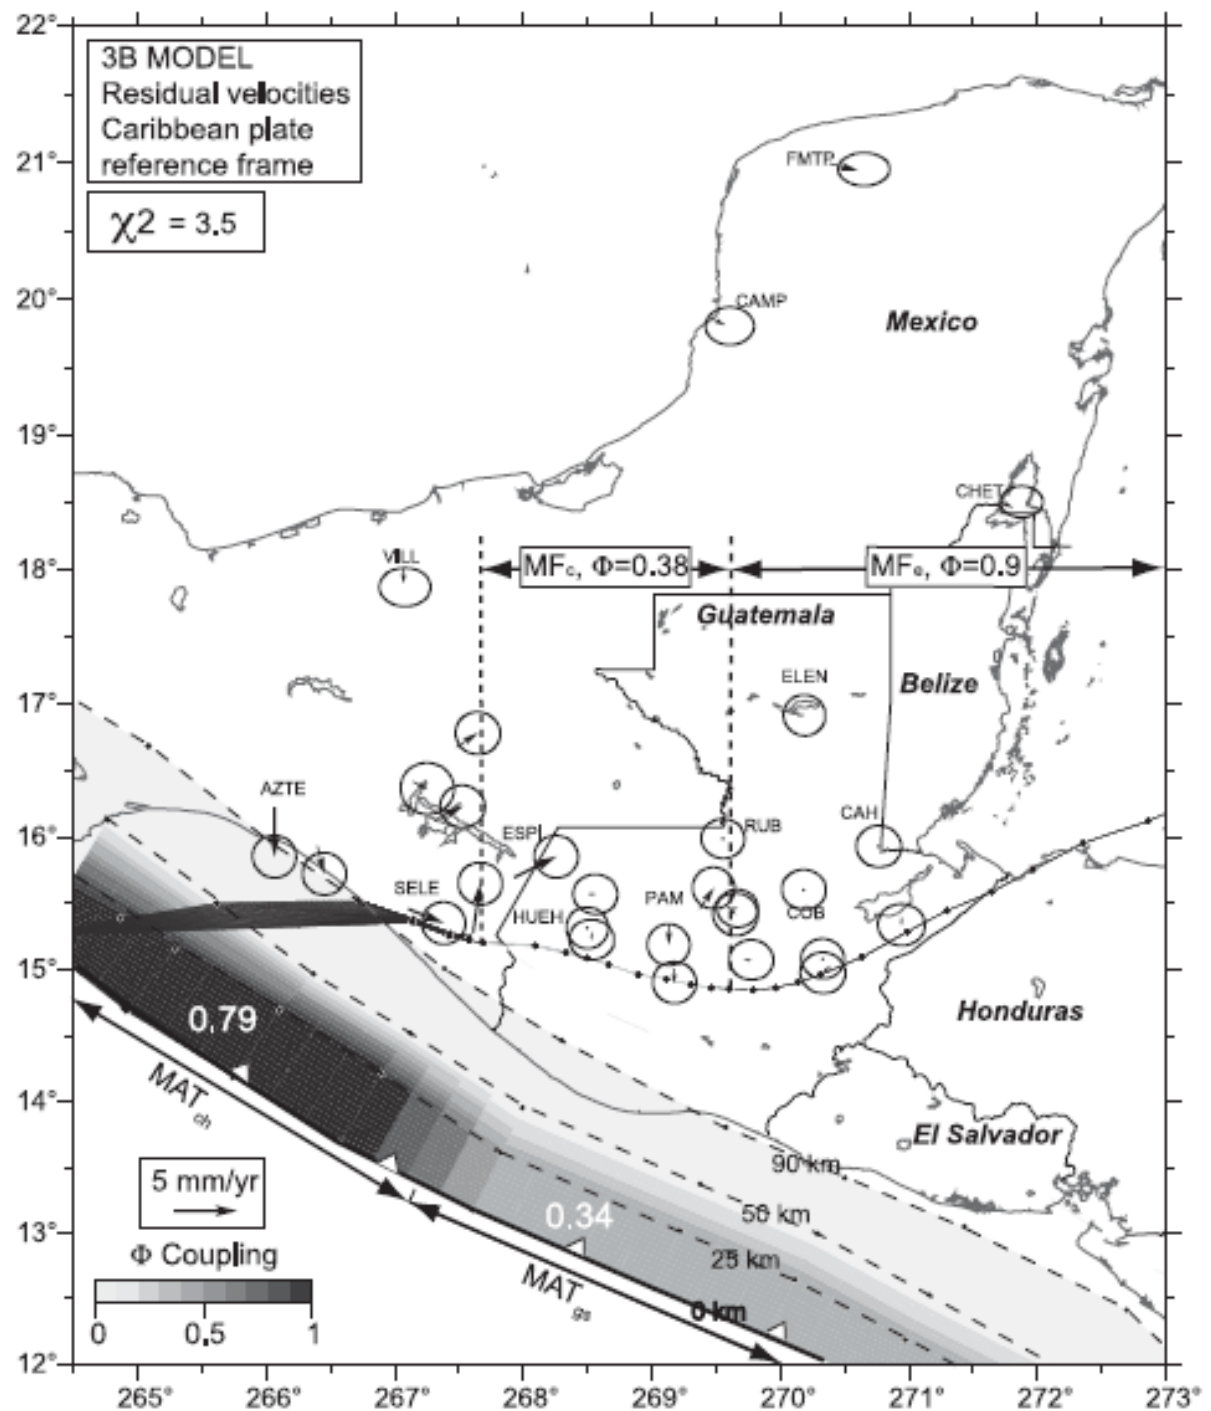 22°
3B MODEL
Residual velocities
Caribbean plate
reference frame
χ2 = 3.5
21°
FMTP
20°
CAMP
Mexico
19°
CHET
VILL
18°
MFc, Φ=0.38
MFe, Φ=0.9
Guatemala
ELEN
Belize
17°
AZTE
16°
ESPI
RUB
CAH
SELE
HUEH
PAM
COB
15°
0.79
Honduras
MATch
14°
El Salvador
90 km
5 mm/yr
50 km
0.34
13°
Φ Coupling
25 km
MATgs
0 km
0 0.5 1
12°
265° 266° 267° 268° 269° 270° 271° 272° 273°